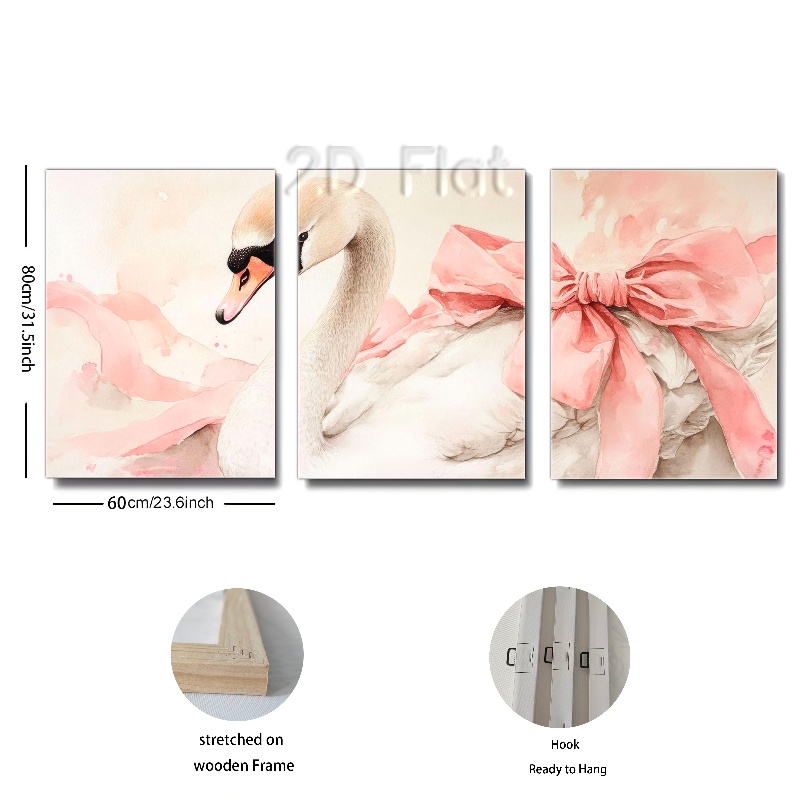 2D Flat
80cm/31.5inch
60cm/23.6inch
stretched on
wooden Frame
Hook
Ready to Hang